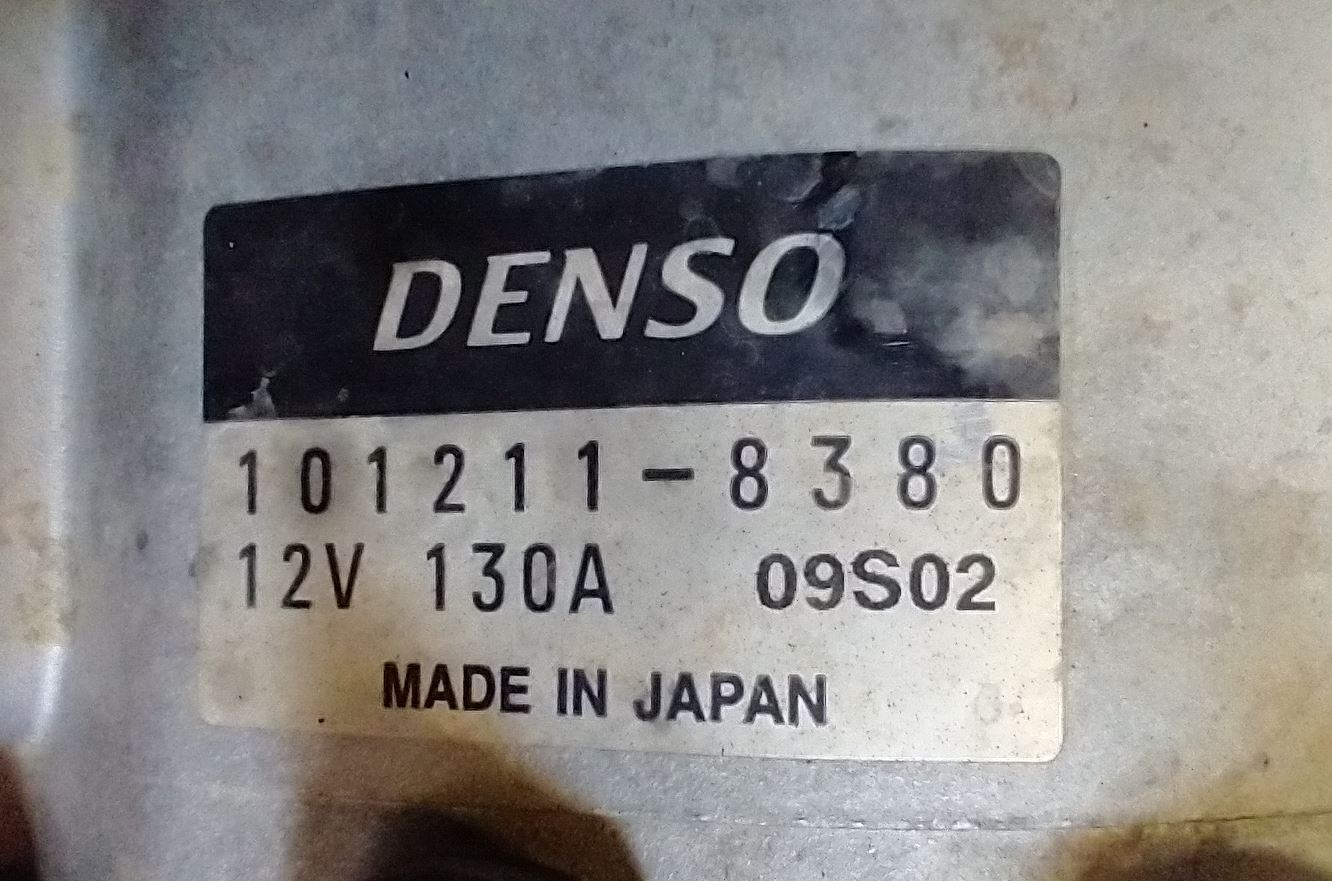 DENSO
101211-8380
12V 130A 09S02
MADE IN JAPAN